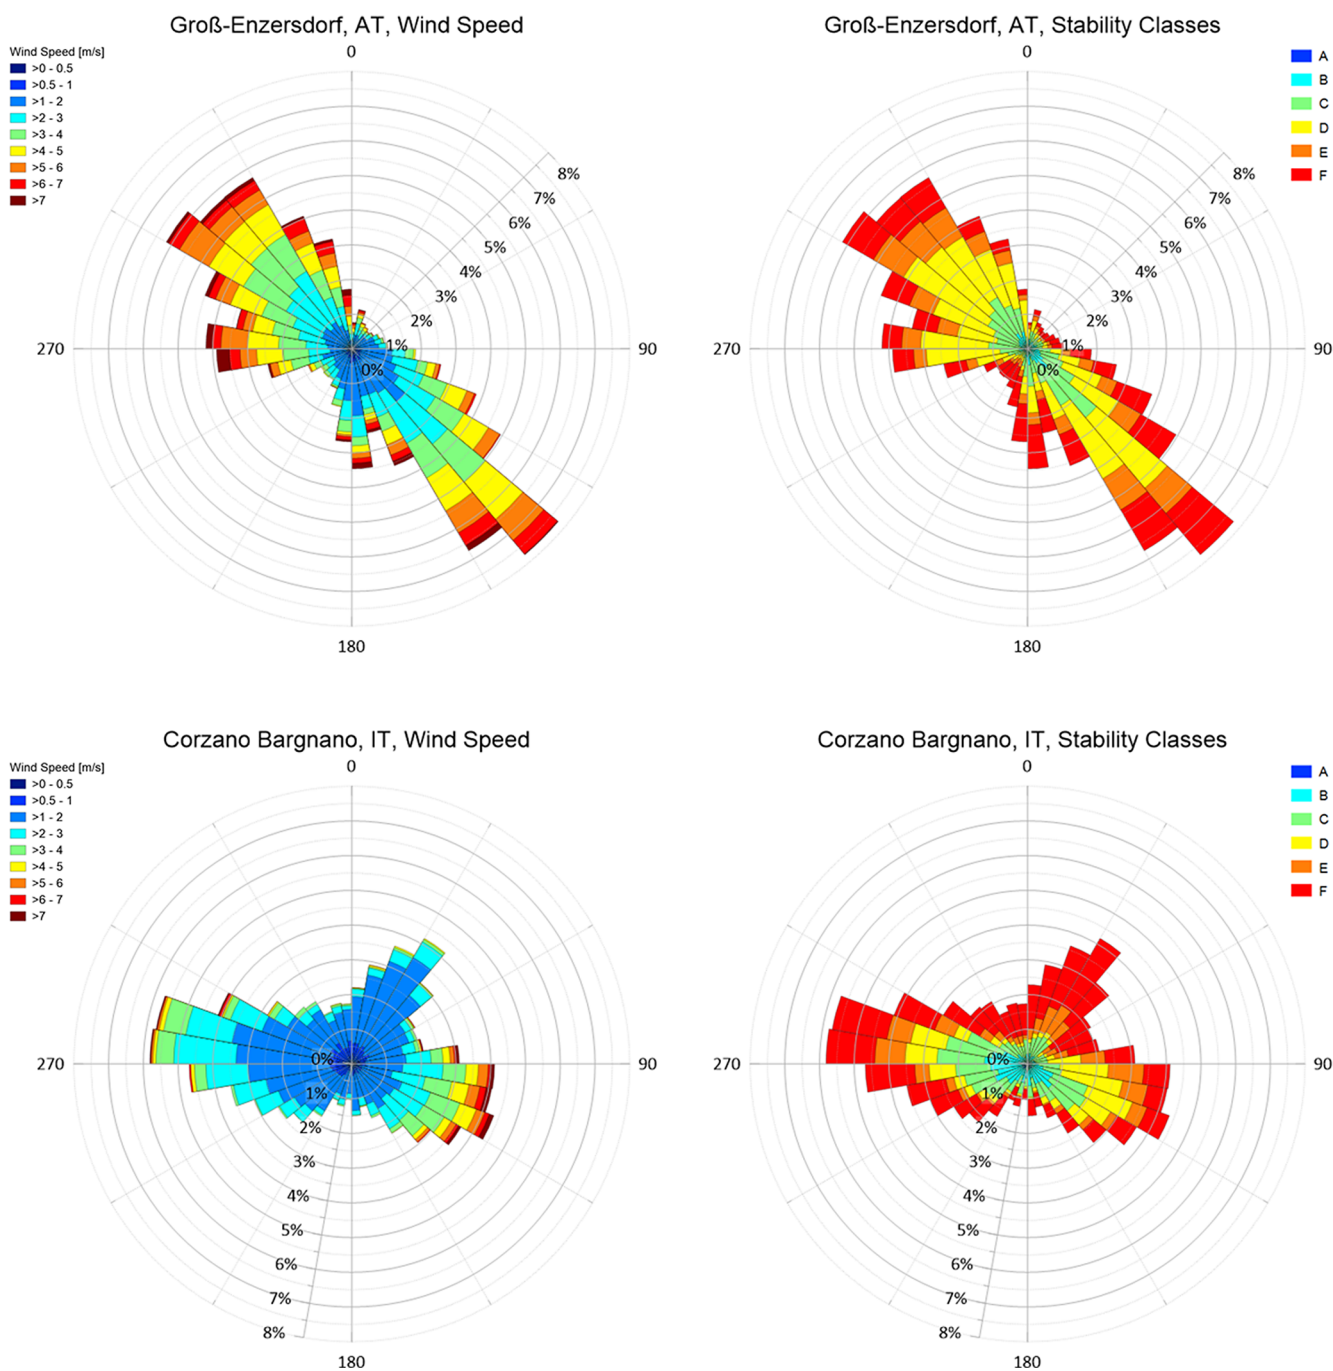 Groß-Enzersdorf, AT, Wind Speed
Wind Speed [m/s]
>0 - 0.5
>0.5 - 1
>1 - 2
>2 - 3
>3 - 4
>4 - 5
>5 - 6
>6 - 7
>7
0
8%
7%
6%
5%
4%
3%
2%
1%
0%
270
90
180
Groß-Enzersdorf, AT, Stability Classes
0
A
B
C
D
E
F
8%
7%
6%
5%
4%
3%
2%
1%
0%
270
90
180
Corzano Bargnano, IT, Wind Speed
Wind Speed [m/s]
>0 - 0.5
>0.5 - 1
>1 - 2
>2 - 3
>3 - 4
>4 - 5
>5 - 6
>6 - 7
>7
0
270
90
0%
1%
2%
3%
4%
5%
6%
7%
8%
180
Corzano Bargnano, IT, Stability Classes
0
A
B
C
D
E
F
270
90
0%
1%
2%
3%
4%
5%
6%
7%
8%
180